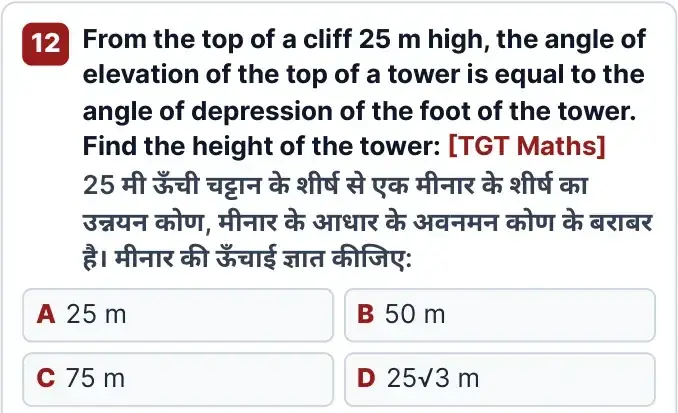 12 From the top of a cliff 25 m high, the angle of
elevation of the top of a tower is equal to the
angle of depression of the foot of the tower.
Find the height of the tower: [TGT Maths]
25 मी ऊँची चट्टान के शीर्ष से एक मीनार के शीर्ष का
उन्नयन कोण, मीनार के आधार के अवनमन कोण के बराबर
है। मीनार की ऊँचाई ज्ञात कीजिए:
A 25 m
B 50 m
C 75 m
D 25√3 m